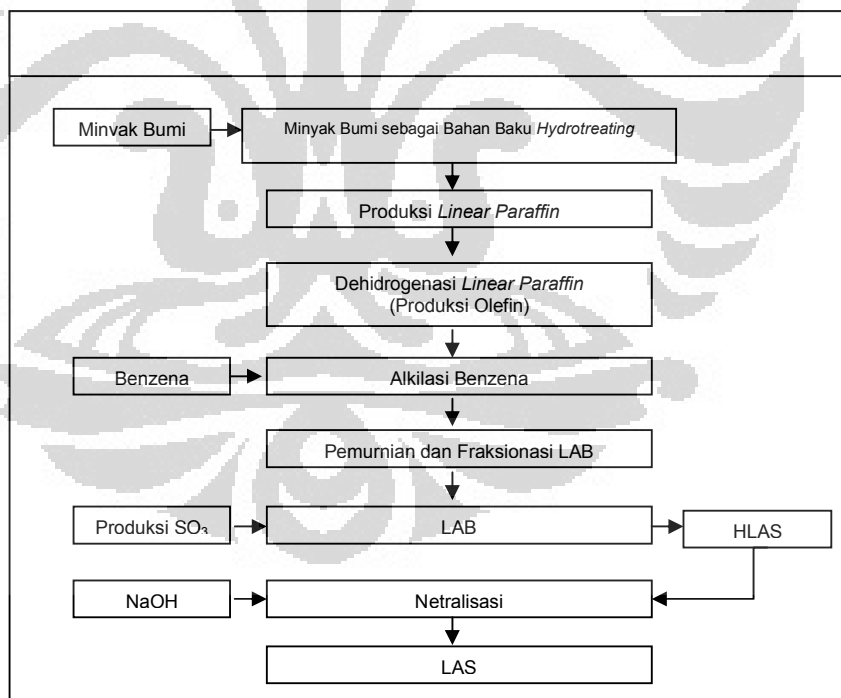 Minyak Bumi
Minyak Bumi sebagai Bahan Baku Hydrotreating
Produksi Linear Paraffin
Dehidrogenasi Linear Paraffin
(Produksi Olefin)
Benzena
Alkilasi Benzena
Pemurnian dan Fraksionasi LAB
Produksi SO₃
LAB
HLAS
NaOH
Netralisasi
LAS